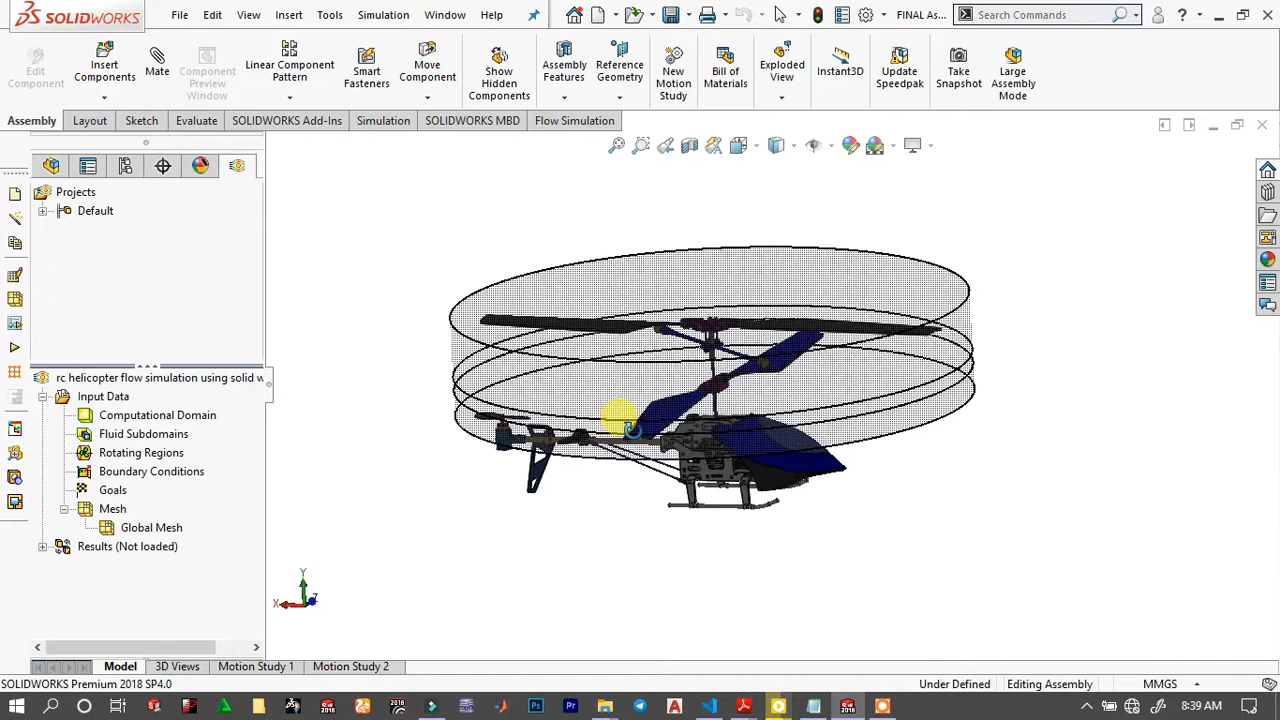 SOLIDWORKS File Edit View Insert Tools Simulation Window Help FINAL As... Search Commands
Edit Component
Insert Components
Mate
Component Preview Window
Linear Component Pattern
Smart Fasteners
Move Component
Show Hidden Components
Assembly Features
Reference Geometry
New Motion Study
Bill of Materials
Exploded View
Instant3D
Update Speedpak
Take Snapshot
Large Assembly Mode
Assembly Layout Sketch Evaluate SOLIDWORKS Add-Ins Simulation SOLIDWORKS MBD Flow Simulation
Projects
Default
rc helicopter flow simulation using solid w
Input Data
Computational Domain
Fluid Subdomains
Rotating Regions
Boundary Conditions
Goals
Mesh
Global Mesh
Results (Not loaded)
Y
X
Z
Model 3D Views Motion Study 1 Motion Study 2
SOLIDWORKS Premium 2018 SP4.0 Under Defined Editing Assembly MMGS
8:39 AM